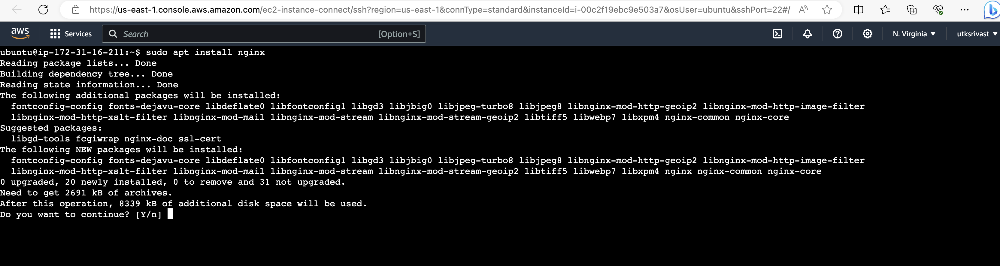 https://us-east-1.console.aws.amazon.com/ec2-instance-connect/ssh?region=us-east-1&connType=standard&instanceId=i-00c2f19ebc9e503a7&osUser=ubuntu&sshPort=22#/
aws Services Search [Option+S] N. Virginia utksrivast
ubuntu@ip-172-31-16-211:~$ sudo apt install nginx
Reading package lists... Done
Building dependency tree... Done
Reading state information... Done
The following additional packages will be installed:
  fontconfig-config fonts-dejavu-core libdeflate0 libfontconfig1 libgd3 libjbig0 libjpeg-turbo8 libjpeg8 libnginx-mod-http-geoip2 libnginx-mod-http-image-filter
  libnginx-mod-http-xslt-filter libnginx-mod-mail libnginx-mod-stream libnginx-mod-stream-geoip2 libtiff5 libwebp7 libxpm4 nginx-common nginx-core
Suggested packages:
  libgd-tools fcgiwrap nginx-doc ssl-cert
The following NEW packages will be installed:
  fontconfig-config fonts-dejavu-core libdeflate0 libfontconfig1 libgd3 libjbig0 libjpeg-turbo8 libjpeg8 libnginx-mod-http-geoip2 libnginx-mod-http-image-filter
  libnginx-mod-http-xslt-filter libnginx-mod-mail libnginx-mod-stream libnginx-mod-stream-geoip2 libtiff5 libwebp7 libxpm4 nginx nginx-common nginx-core
0 upgraded, 20 newly installed, 0 to remove and 31 not upgraded.
Need to get 2691 kB of archives.
After this operation, 8339 kB of additional disk space will be used.
Do you want to continue? [Y/n]